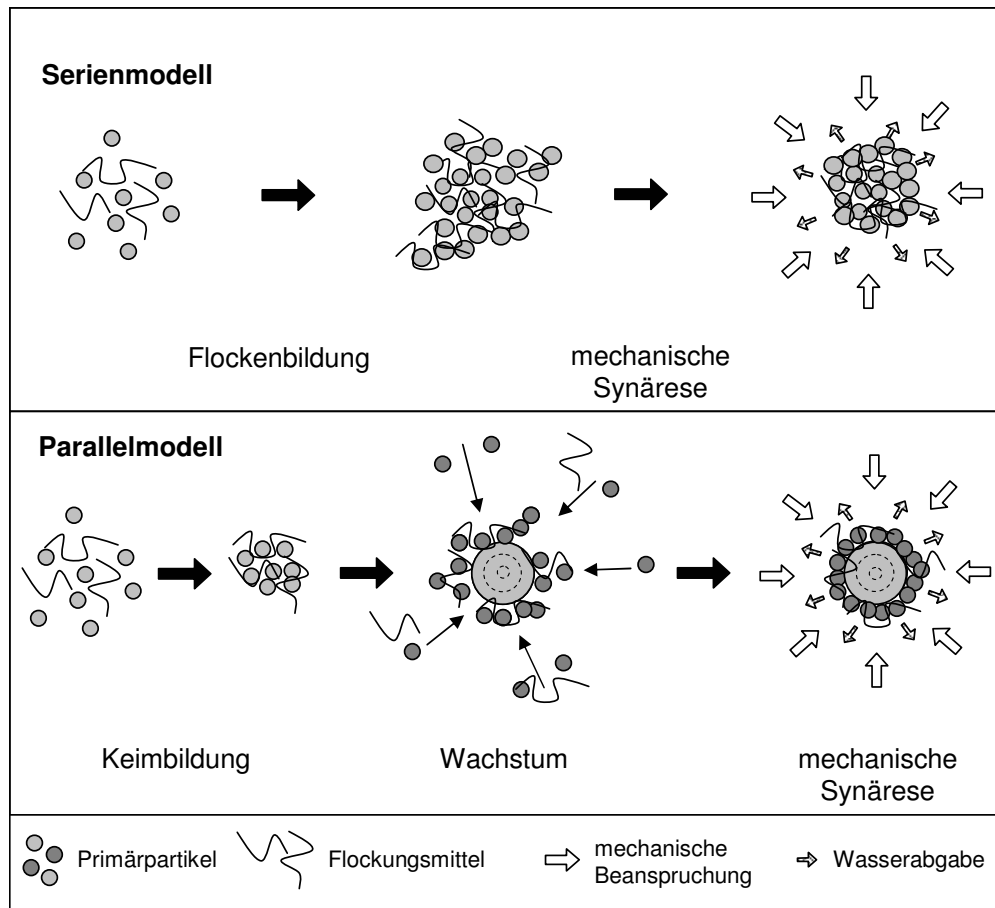 Serienmodell
Flockenbildung
mechanische
Synärese
Parallelmodell
Keimbildung
Wachstum
mechanische
Synärese
Primärpartikel
Flockungsmittel
mechanische
Beanspruchung
Wasserabgabe